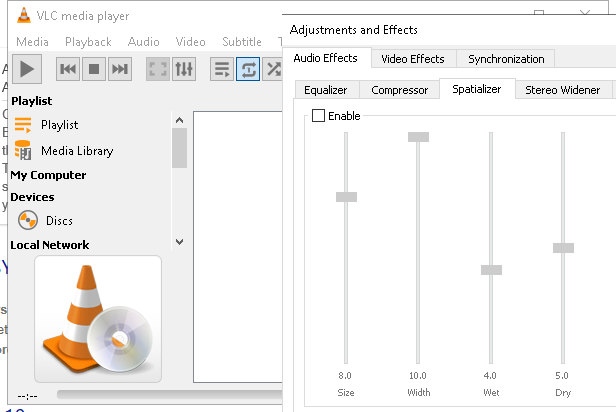 VLC media player
Media Playback Audio Video Subtitle
Playlist
Playlist
Media Library
My Computer
Devices
Discs
Local Network
--:--
Adjustments and Effects
Audio Effects Video Effects Synchronization
Equalizer Compressor Spatializer Stereo Widener
Enable
8.0 10.0 4.0 5.0
Size Width Wet Dry